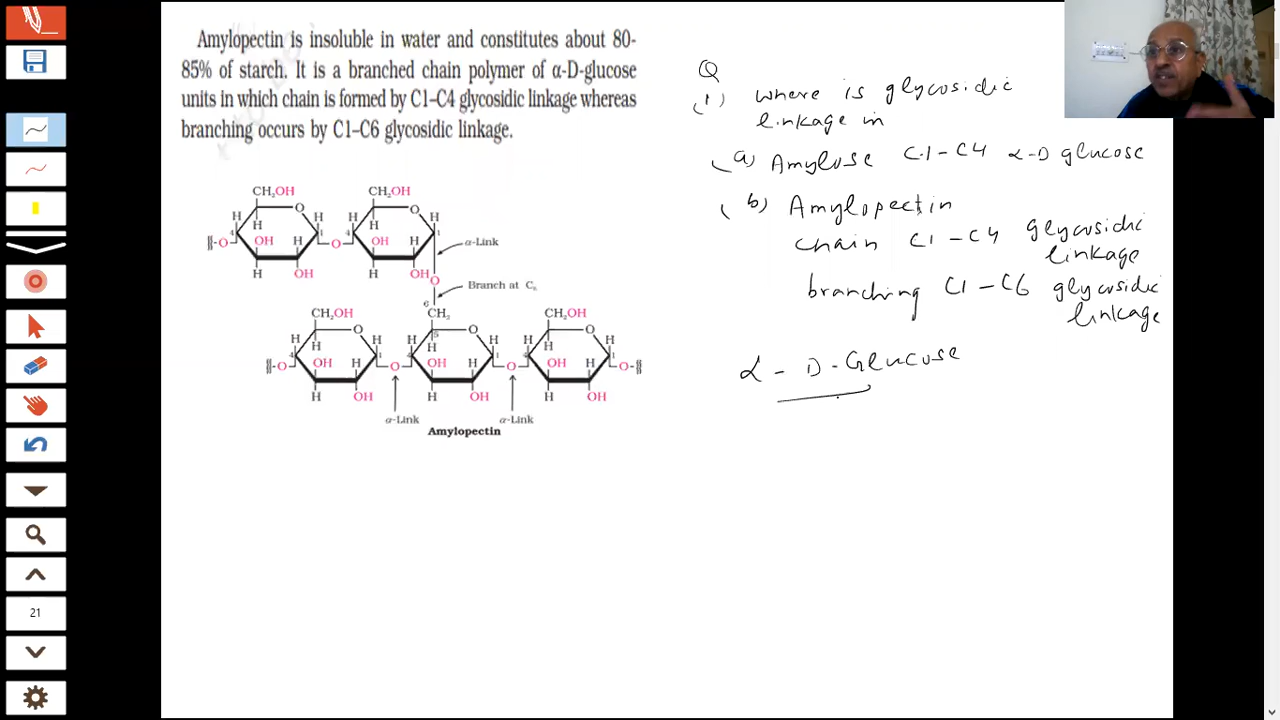 Amylopectin is insoluble in water and constitutes about 80-
85% of starch. It is a branched chain polymer of α-D-glucose
units in which chain is formed by C1–C4 glycosidic linkage whereas
branching occurs by C1–C6 glycosidic linkage.
CH₂OH CH₂OH
H O H H O H
H H
4 1 4 1
-O OH H O OH H
α-Link
H OH H OH O
Branch at C₆
6
CH₂OH CH₂ CH₂OH
5
H O H H O H H O H
H H H
4 1 4 1 4 1
-O OH H O OH H O OH H O-
H OH H OH H OH
α-Link α-Link
Amylopectin
Q
(1) where is glycosidic
linkage in
(a) Amylose C1-C4 α-D glucose
(b) Amylopectin
chain C1-C4 glycosidic
linkage
branching C1-C6 glycosidic
linkage
α-D-Glucose
21